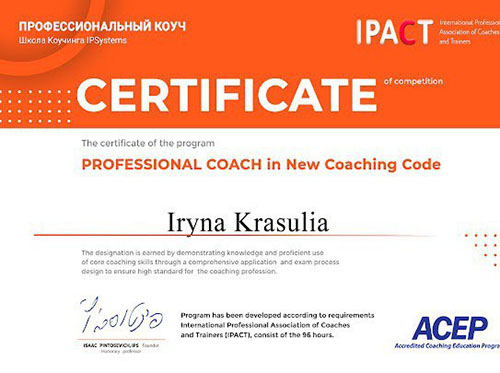 ПРОФЕССИОНАЛЬНЫЙ КОУЧ
Школа Коучинга IPSystems
IPACT
International Profession
Association of Coaches
and Trainers
CERTIFICATE
of competition
The certificate of the program
PROFESSIONAL COACH in New Coaching Code
Iryna Krasulia
The designation is earned by demonstrating knowledge and proficient use
of core coaching skills through a comprehensive application and exam process
design to ensure high standard for the coaching profession.
ISAAC PINTOSEVICH, IPS founder
Honorary professor
Program has been developed according to requirements
International Professional Association of Coaches
and Trainers (IPACT), consist of the 96 hours.
ACEP
Accredited Coaching Education Progra